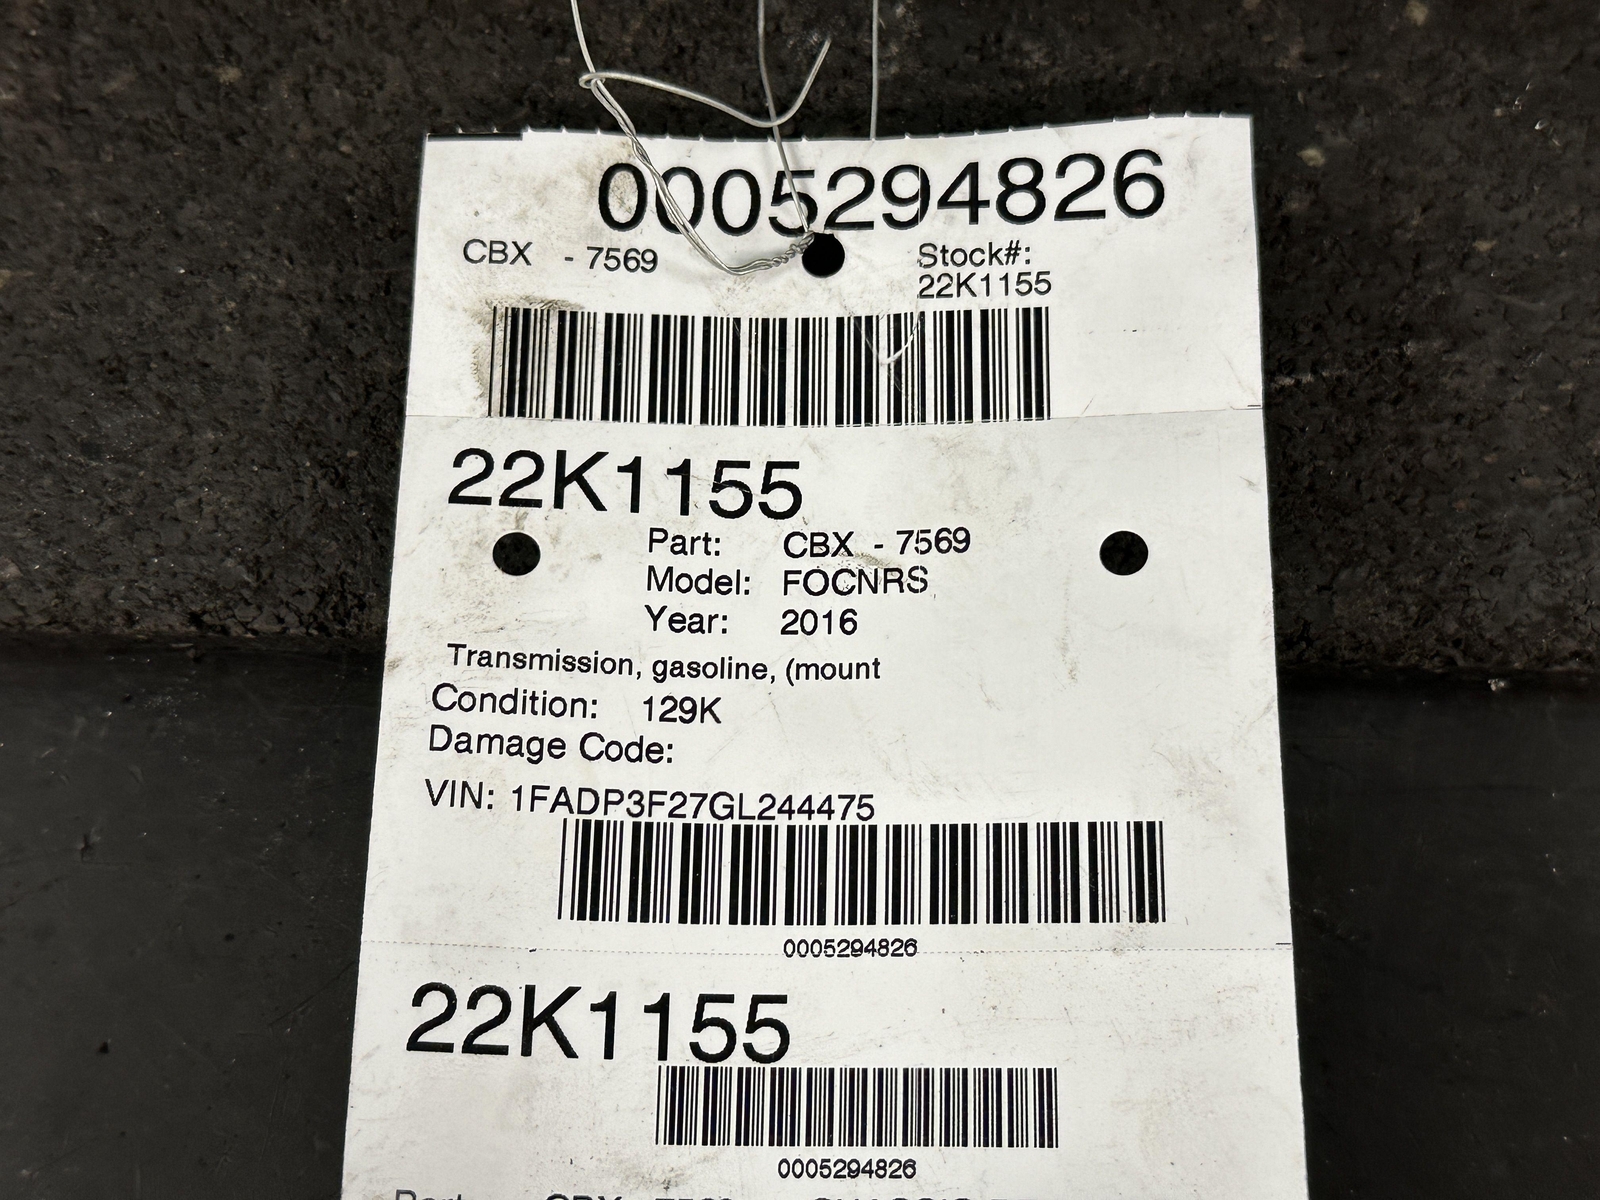 0005294826
CBX - 7569
Stock#:
22K1155
22K1155
Part: CBX - 7569
Model: FOCNRS
Year: 2016
Transmission, gasoline, (mount
Condition: 129K
Damage Code:
VIN: 1FADP3F27GL244475
0005294826
22K1155
0005294826